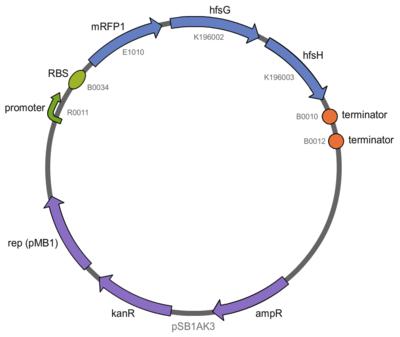 mRFP1
E1010
hfsG
K196002
hfsH
K196003
RBS
B0034
promoter
R0011
B0010
terminator
B0012
terminator
rep (pMB1)
kanR
ampR
pSB1AK3